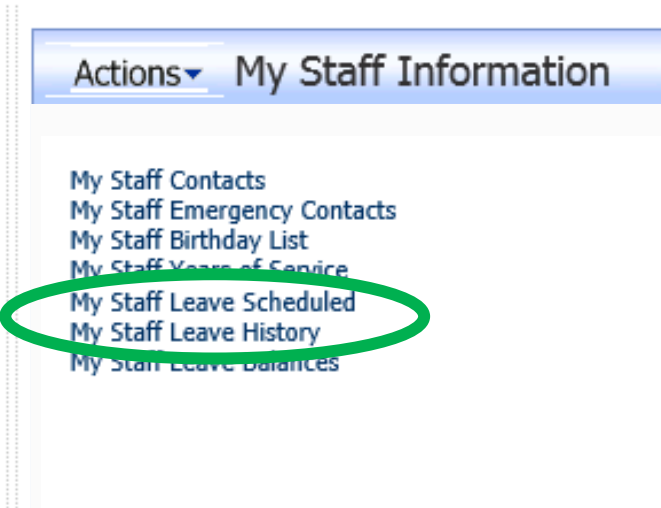 Actions My Staff Information
My Staff Contacts
My Staff Emergency Contacts
My Staff Birthday List
My Staff Years of Service
My Staff Leave Scheduled
My Staff Leave History
My Staff Leave Balances